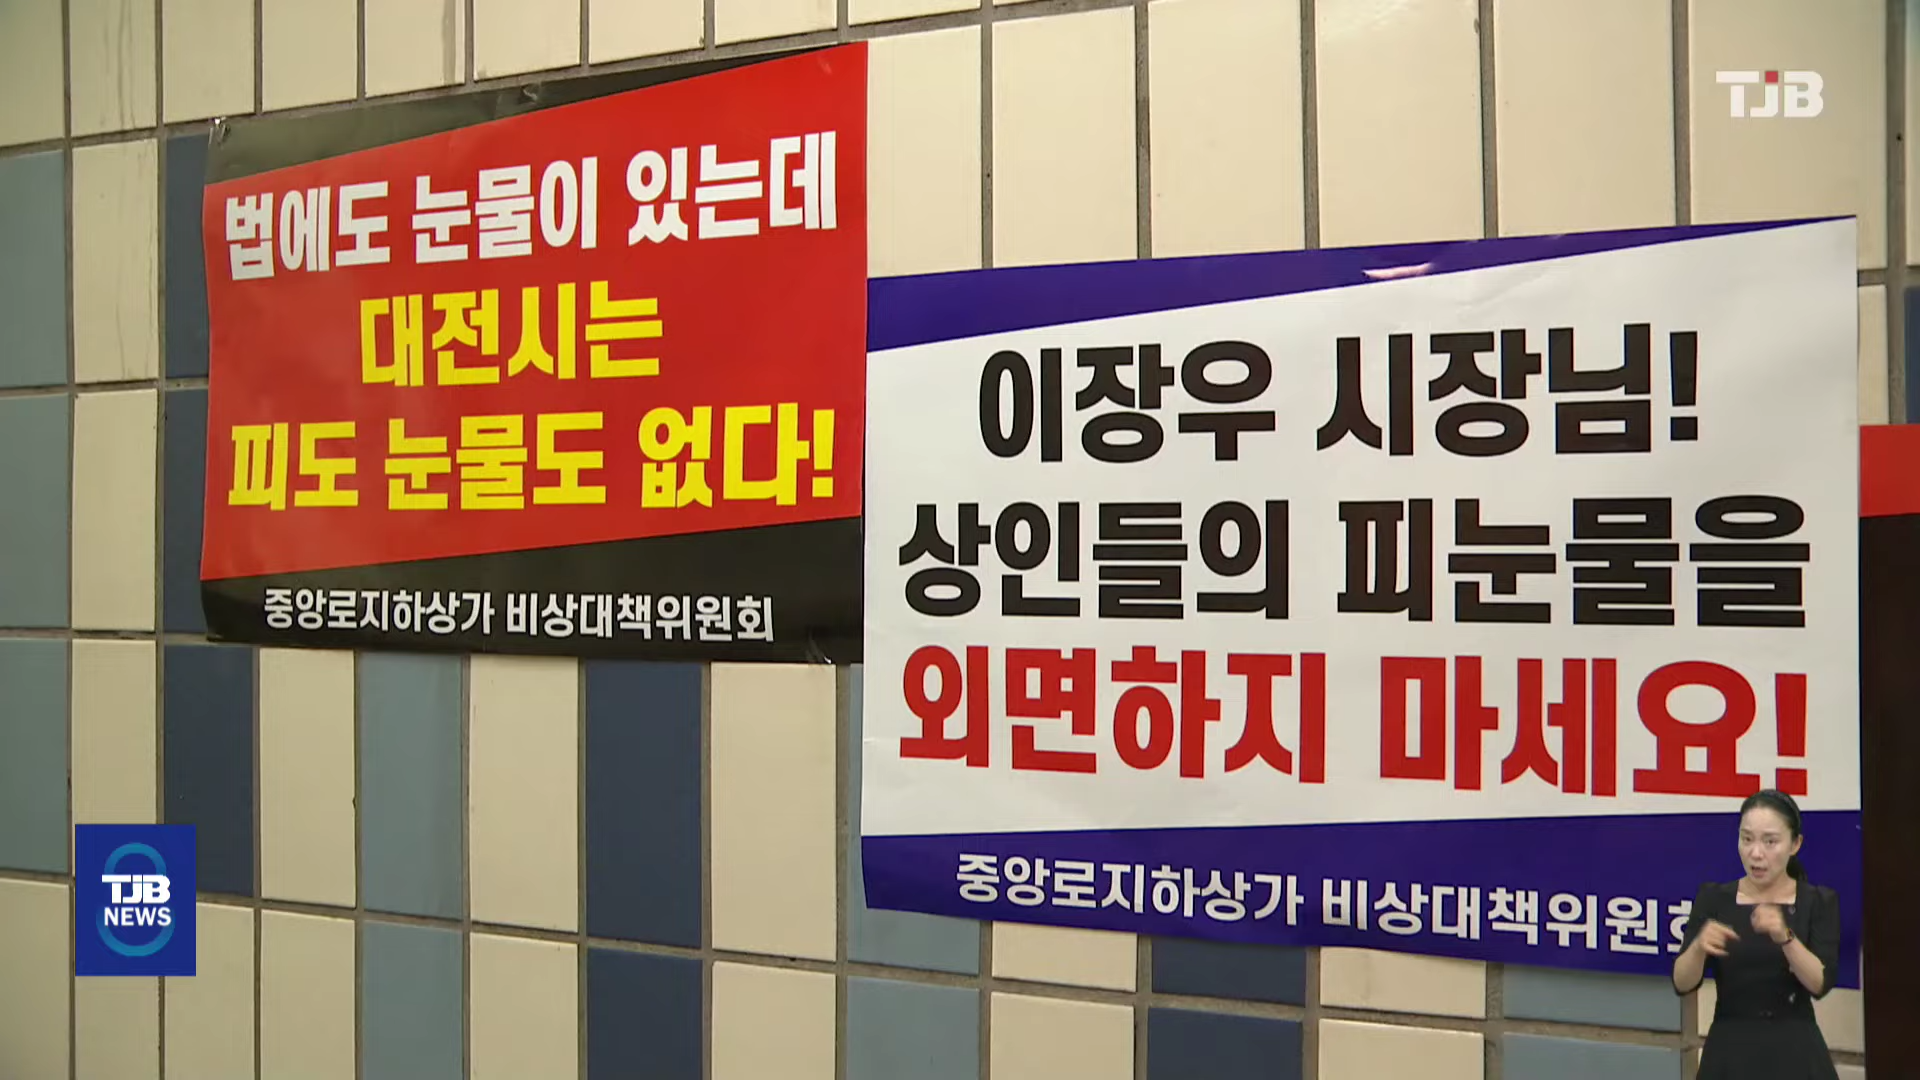 TJB
법에도 눈물이 있는데
대전시는
피도 눈물도 없다!
중앙로지하상가 비상대책위원회
이장우 시장님!
상인들의 피눈물을
외면하지 마세요!
중앙로지하상가 비상대책위원
TJB
NEWS